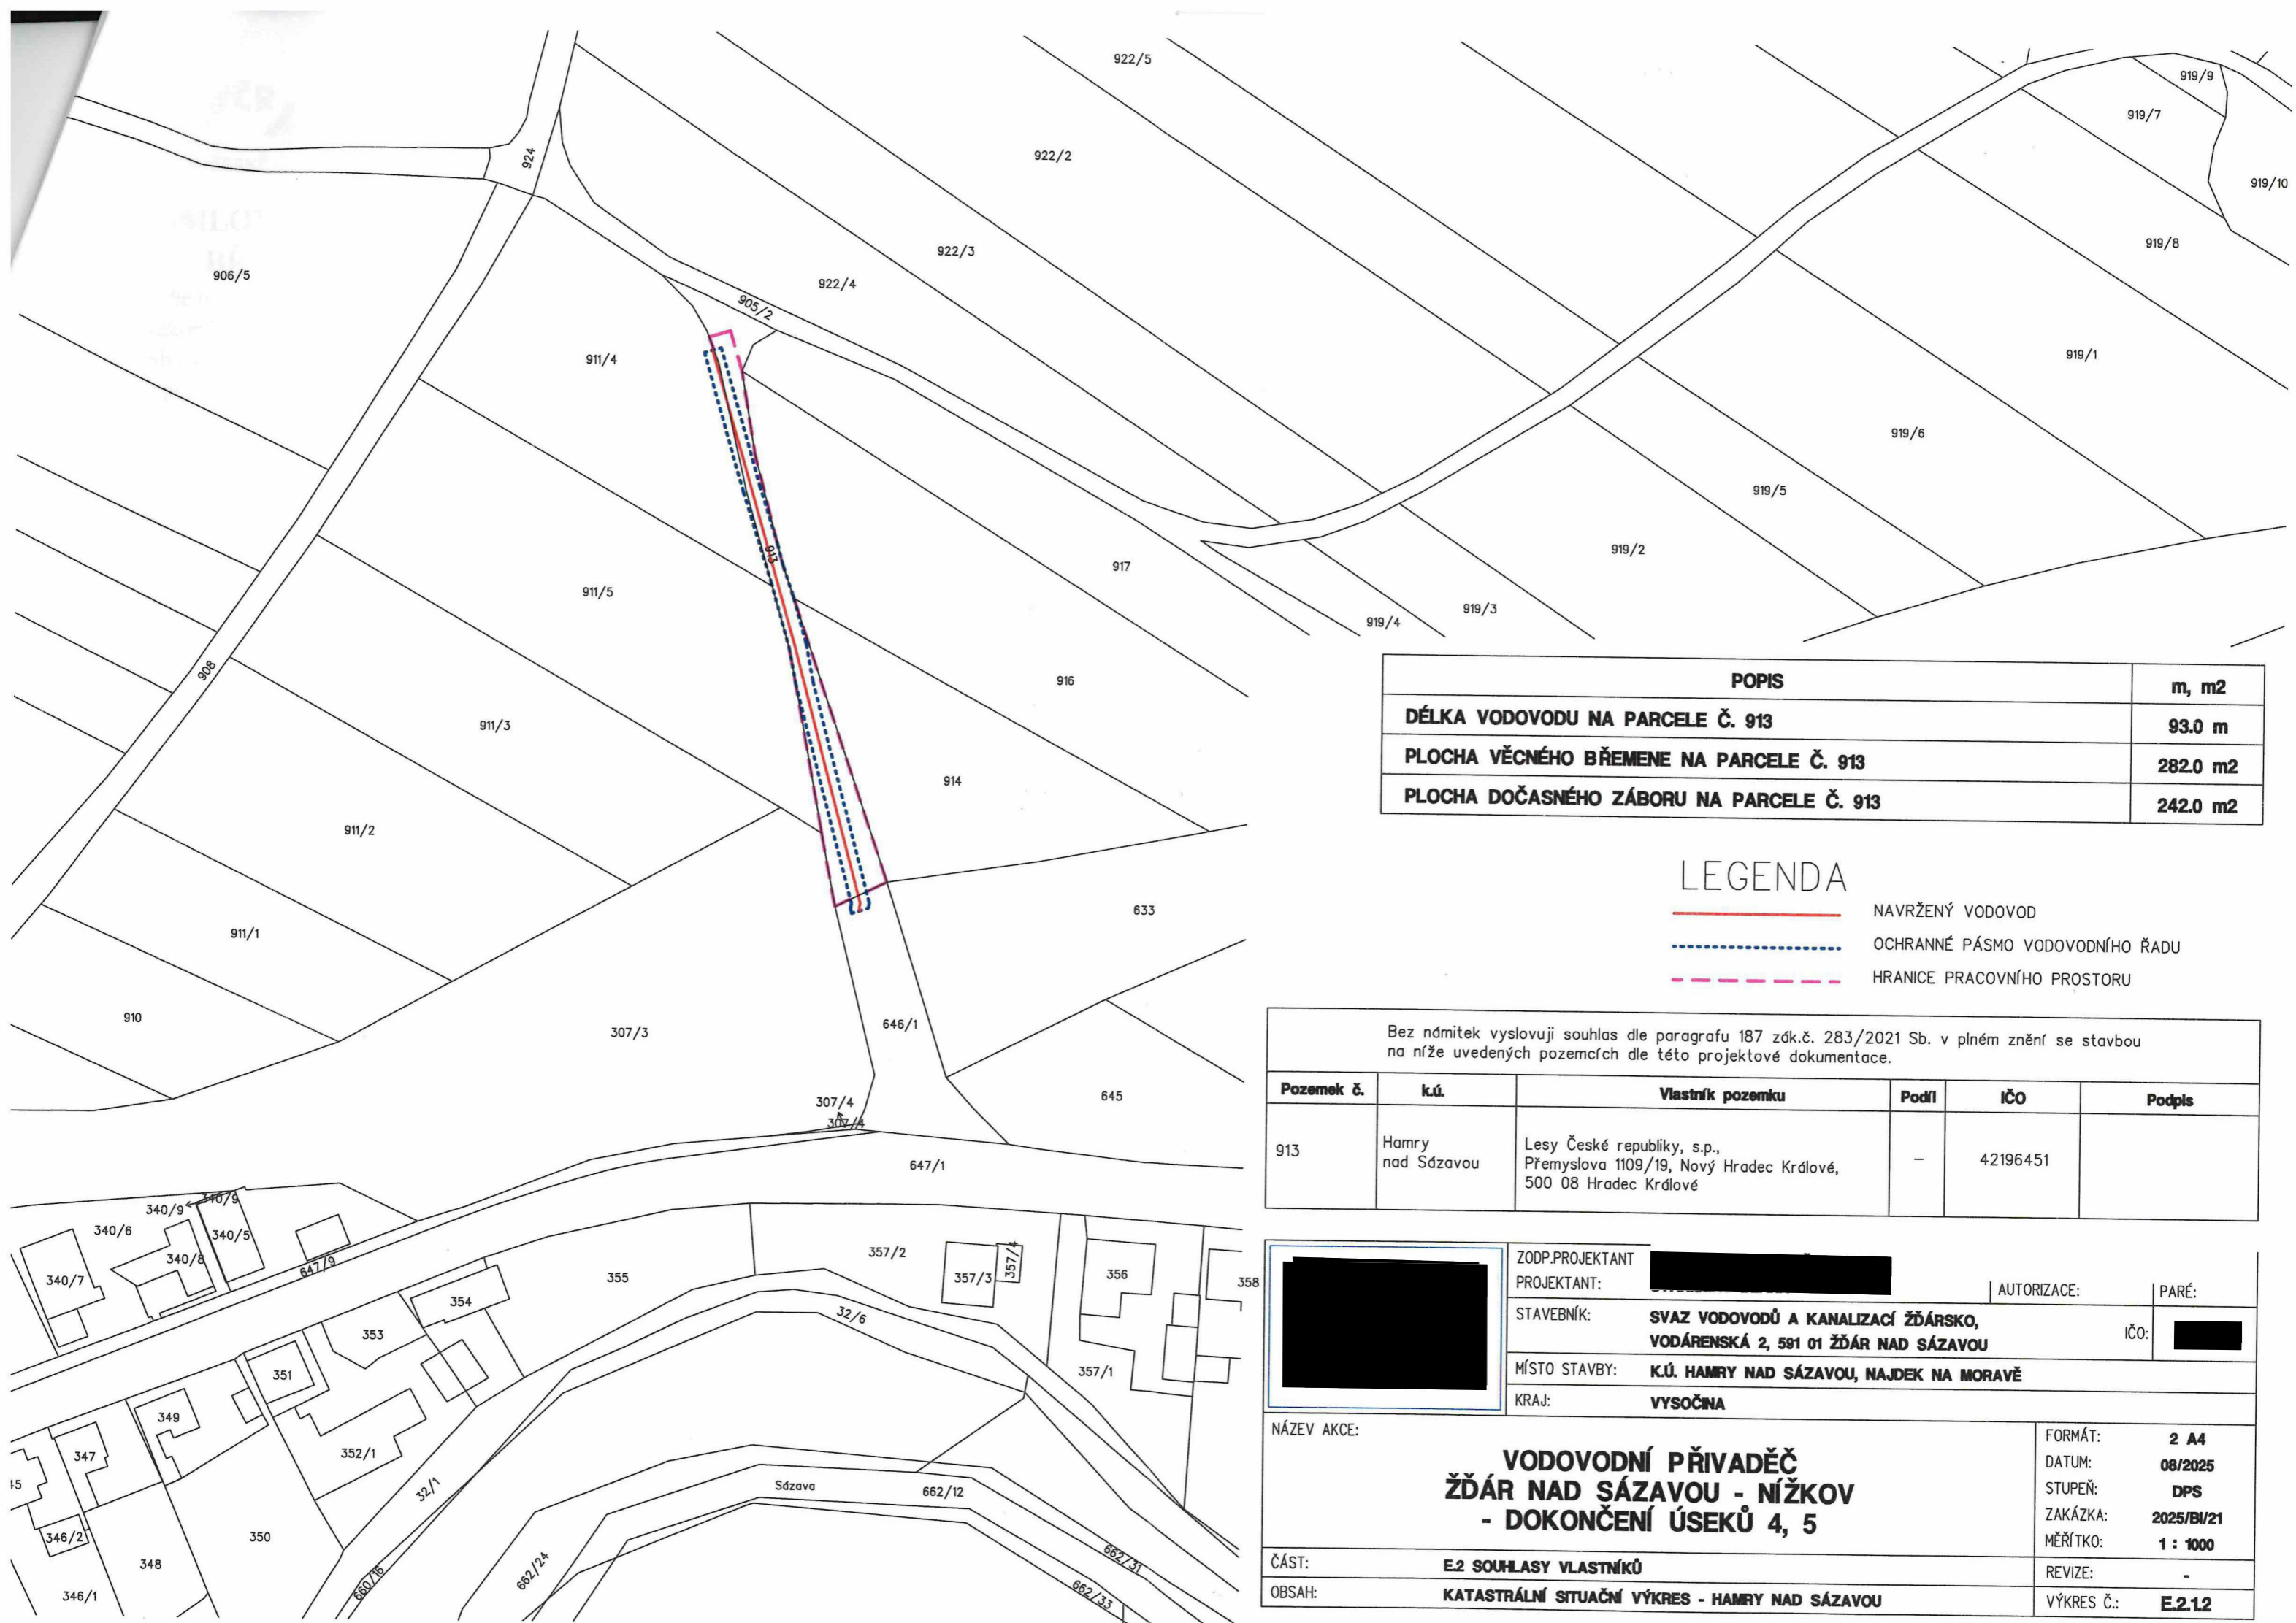 922/5
919/9
919/7
924
922/2
919/10
922/3
919/8
906/5
922/4
905/2
911/4
919/1
919/6
919/5
913
917
919/2
911/5
919/3
919/4
908
916
911/3
914
911/2
911/1
633
910
307/3
646/1
307/4
307/4
645
647/1
340/9
340/9
340/6
340/5
340/8
340/7
647/9
355
357/2
357/3
357/4
356
358
354
353
32/6
357/1
351
349
347
352/1
32/1
45
346/2
348
350
346/1
660/16
662/24
Sázava
662/12
662/31
662/33
POPIS m, m2
DÉLKA VODOVODU NA PARCELE Č. 913 93.0 m
PLOCHA VĚCNÉHO BŘEMENE NA PARCELE Č. 913 282.0 m2
PLOCHA DOČASNÉHO ZÁBORU NA PARCELE Č. 913 242.0 m2
LEGENDA
NAVRŽENÝ VODOVOD
OCHRANNÉ PÁSMO VODOVODNÍHO ŘADU
HRANICE PRACOVNÍHO PROSTORU
Bez námitek vyslovuji souhlas dle paragrafu 187 zák.č. 283/2021 Sb. v plném znění se stavbou
na níže uvedených pozemcích dle této projektové dokumentace.
Pozemek č. k.ú. Vlastník pozemku Podíl IČO Podpis
913 Hamry nad Sázavou Lesy České republiky, s.p., – 42196451
Přemyslova 1109/19, Nový Hradec Králové,
500 08 Hradec Králové
ZODP.PROJEKTANT
PROJEKTANT: AUTORIZACE: PARÉ:
STAVEBNÍK: SVAZ VODOVODŮ A KANALIZACÍ ŽĎÁRSKO,
VODÁRENSKÁ 2, 591 01 ŽĎÁR NAD SÁZAVOU IČO:
MÍSTO STAVBY: K.Ú. HAMRY NAD SÁZAVOU, NAJDEK NA MORAVĚ
KRAJ: VYSOČINA
NÁZEV AKCE:
VODOVODNÍ PŘIVADĚČ
ŽĎÁR NAD SÁZAVOU - NÍŽKOV
- DOKONČENÍ ÚSEKŮ 4, 5
FORMÁT: 2 A4
DATUM: 08/2025
STUPEŇ: DPS
ZAKÁZKA: 2025/BI/21
MĚŘÍTKO: 1 : 1000
ČÁST: E.2 SOUHLASY VLASTNÍKŮ
REVIZE: -
OBSAH: KATASTRÁLNÍ SITUAČNÍ VÝKRES - HAMRY NAD SÁZAVOU
VÝKRES Č.: E.2.1.2